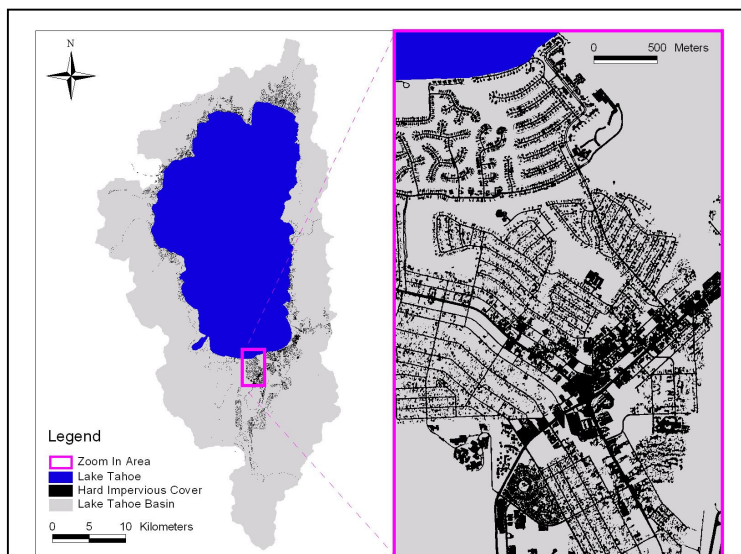 N
0 500 Meters
Legend
Zoom In Area
Lake Tahoe
Hard Impervious Cover
Lake Tahoe Basin
0 5 10 Kilometers